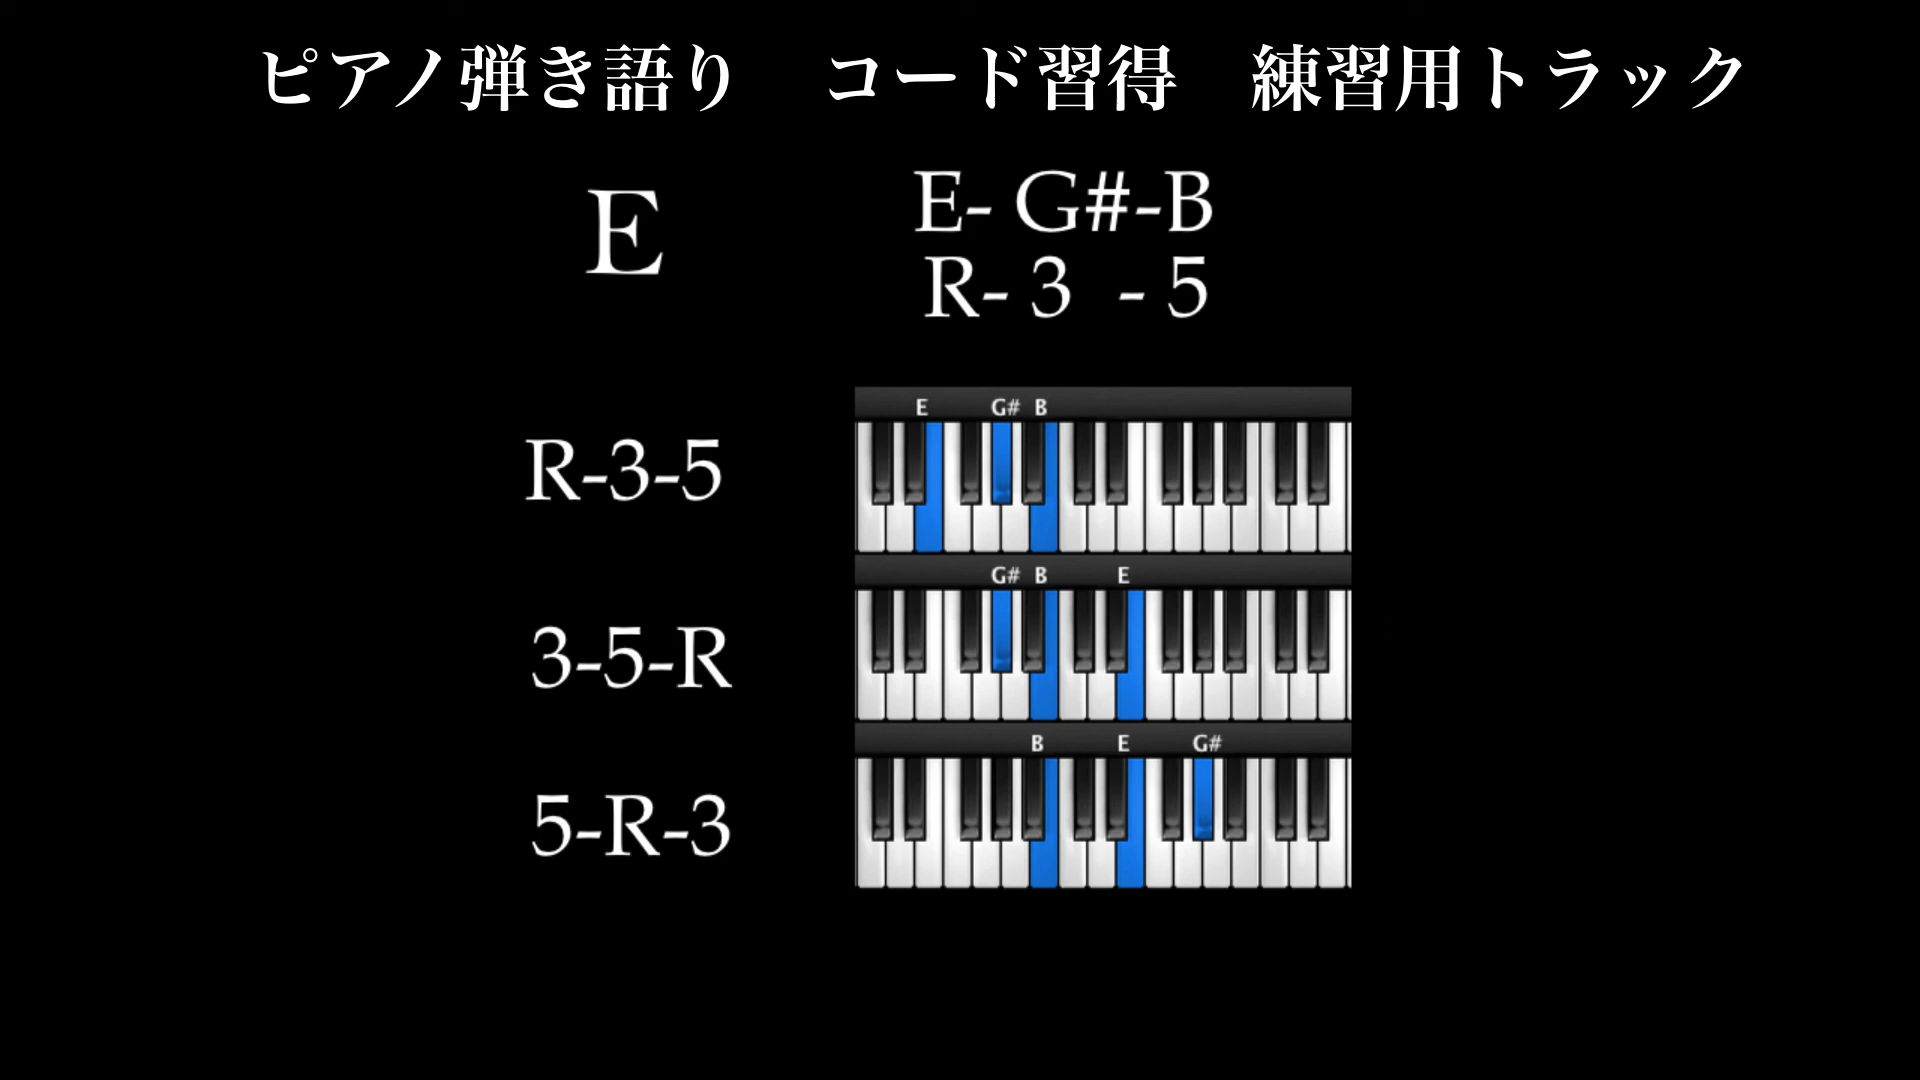 ピアノ弾き語り　コード習得　練習用トラック
E
E- G#-B
R- 3 - 5
E G# B
R-3-5
G# B E
3-5-R
B E G#
5-R-3